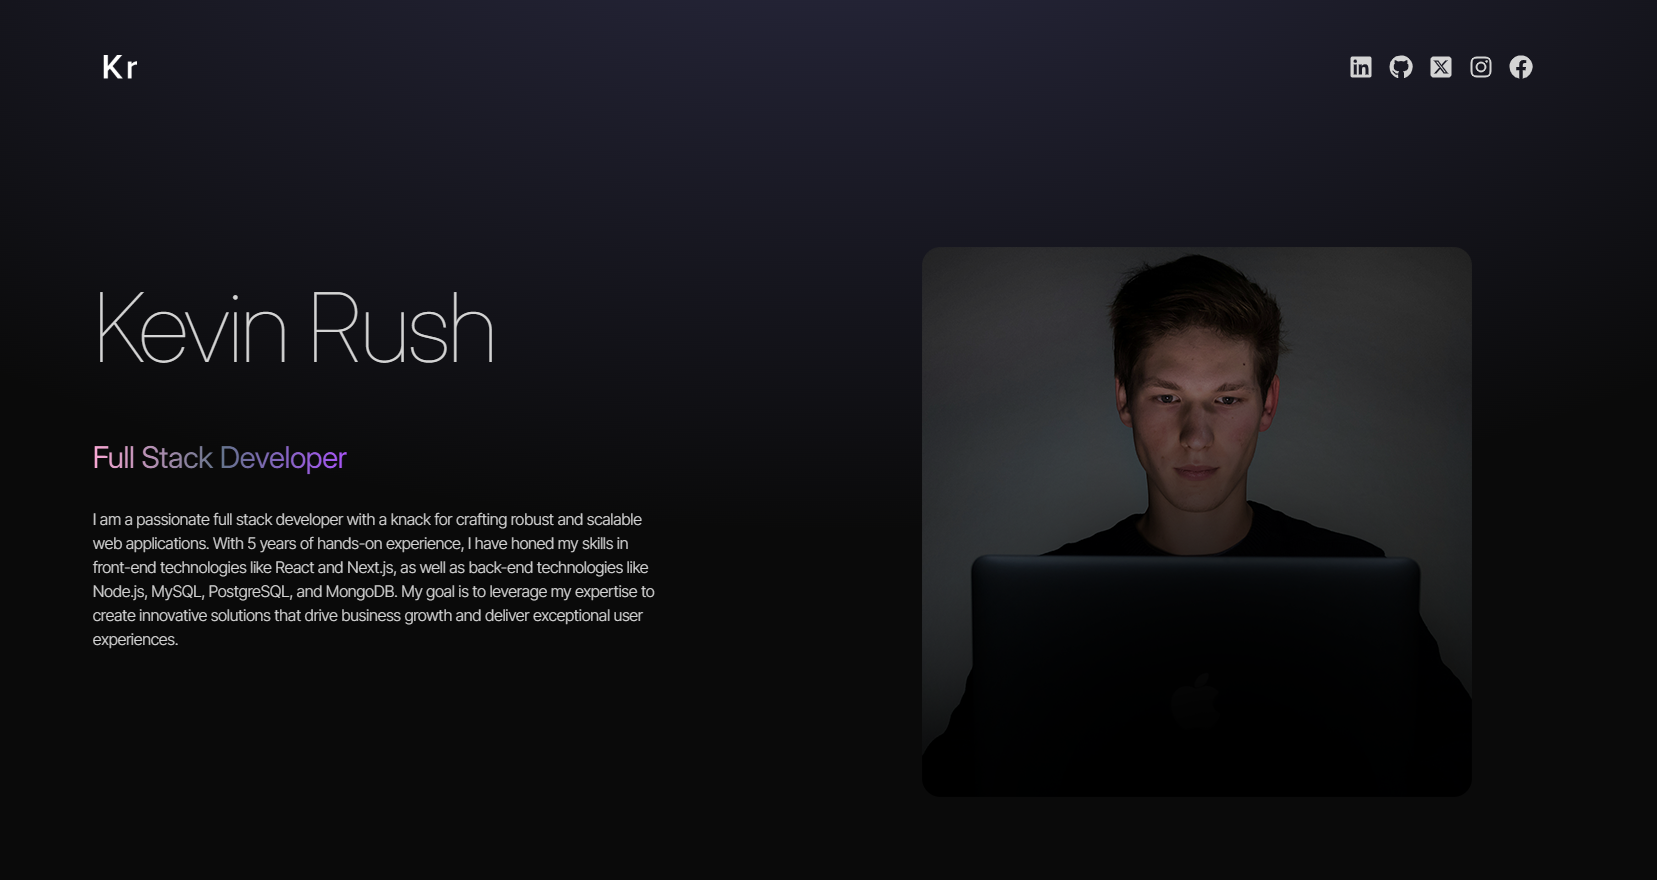 Kr
Kevin Rush
Full Stack Developer
I am a passionate full stack developer with a knack for crafting robust and scalable
web applications. With 5 years of hands-on experience, I have honed my skills in
front-end technologies like React and Next.js, as well as back-end technologies like
Node.js, MySQL, PostgreSQL, and MongoDB. My goal is to leverage my expertise to
create innovative solutions that drive business growth and deliver exceptional user
experiences.